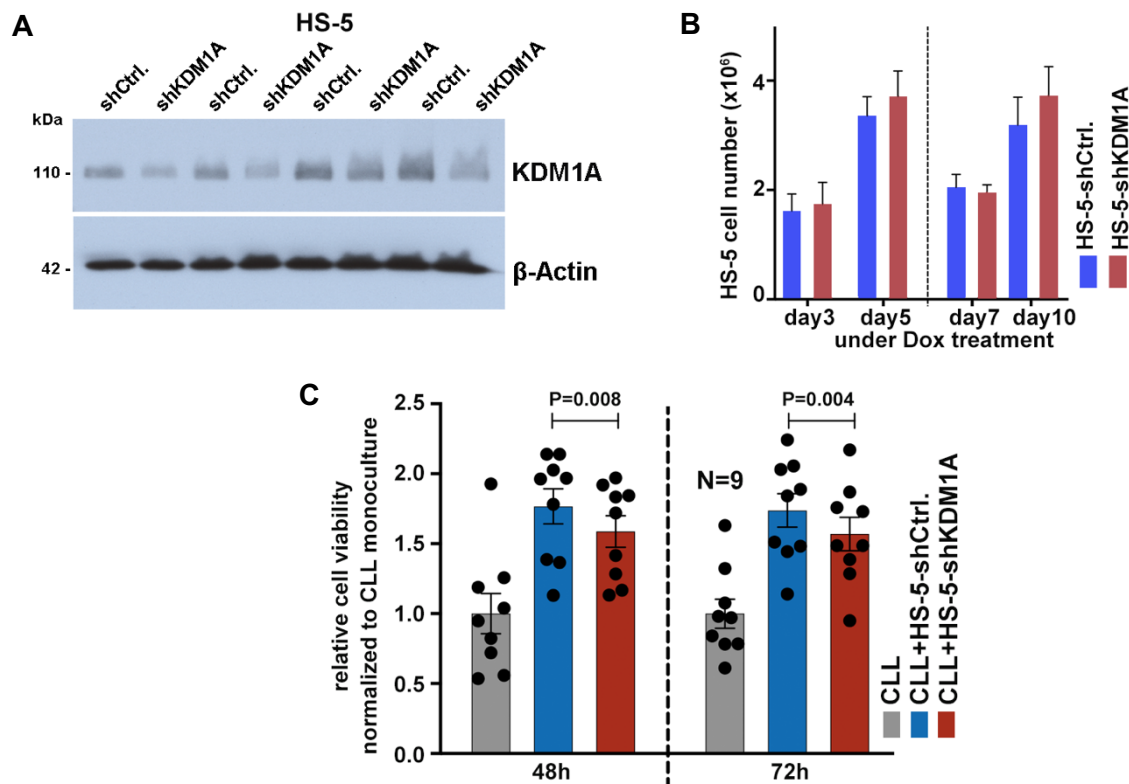 A
HS-5
shCtrl. shKDM1A shCtrl. shKDM1A shCtrl. shKDM1A shCtrl. shKDM1A
kDa
110 -
KDM1A
42 -
β-Actin
B
HS-5 cell number (x10⁶)
4
2
0
day3 day5 day7 day10
under Dox treatment
HS-5-shCtrl.
HS-5-shKDM1A
C
relative cell viability
normalized to CLL monoculture
2.5
2.0
1.5
1.0
0.5
0.0
P=0.008
P=0.004
N=9
48h 72h
CLL
CLL+HS-5-shCtrl.
CLL+HS-5-shKDM1A